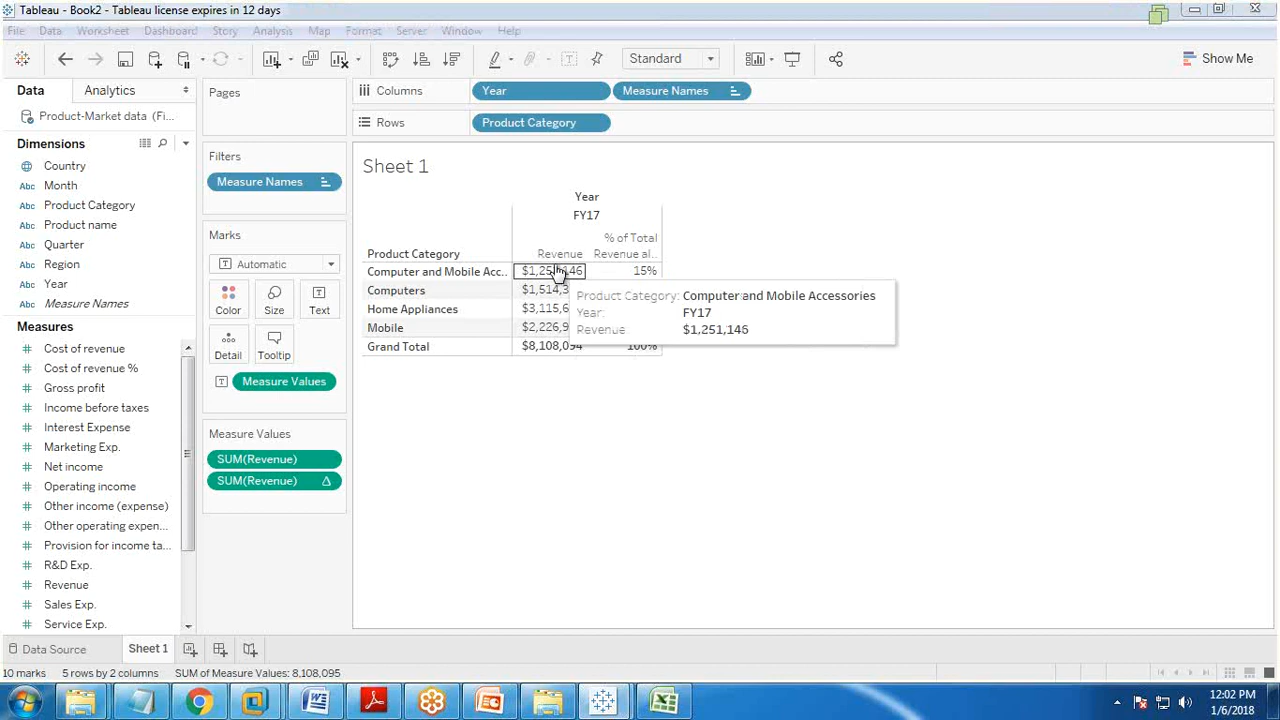 Tableau - Book2 - Tableau license expires in 12 days
File Data Worksheet Dashboard Story Analysis Map Format Server Window Help
Standard
Show Me
Data Analytics
Product-Market data (Fi...
Dimensions
Country
Month
Product Category
Product name
Quarter
Region
Year
Measure Names
Measures
Cost of revenue
Cost of revenue %
Gross profit
Income before taxes
Interest Expense
Marketing Exp.
Net income
Operating income
Other income (expense)
Other operating expen...
Provision for income ta...
R&D Exp.
Revenue
Sales Exp.
Service Exp.
Pages
Filters
Measure Names
Marks
Automatic
Color Size Text
Detail Tooltip
Measure Values
Measure Values
SUM(Revenue)
SUM(Revenue)
Columns Year Measure Names
Rows Product Category
Sheet 1
Year
FY17
% of Total
Product Category Revenue Revenue al...
Computer and Mobile Acc.. 15%
Computers
Home Appliances
Mobile
Grand Total 100%
Product Category: Computer and Mobile Accessories
Year: FY17
Revenue: $1,251,146
Data Source Sheet 1
10 marks 5 rows by 2 columns SUM of Measure Values: 8,108,095
12:02 PM
1/6/2018